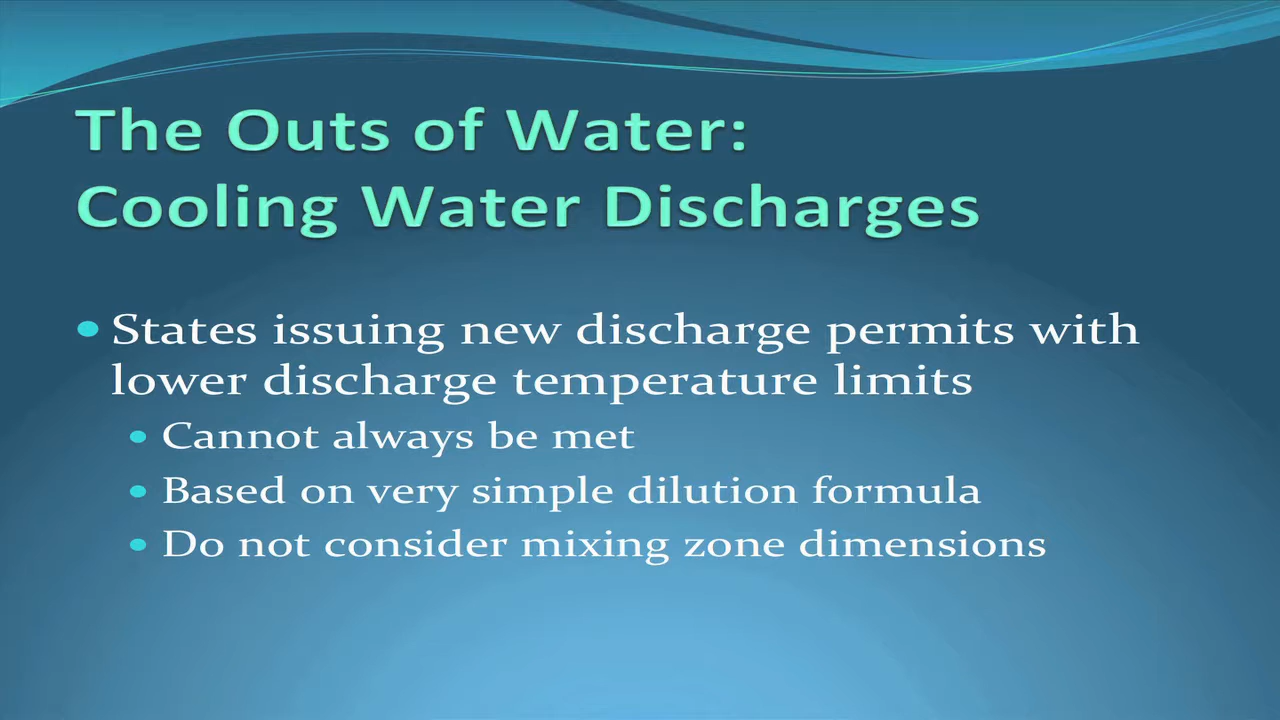 The Outs of Water:
Cooling Water Discharges
• States issuing new discharge permits with
lower discharge temperature limits
• Cannot always be met
• Based on very simple dilution formula
• Do not consider mixing zone dimensions